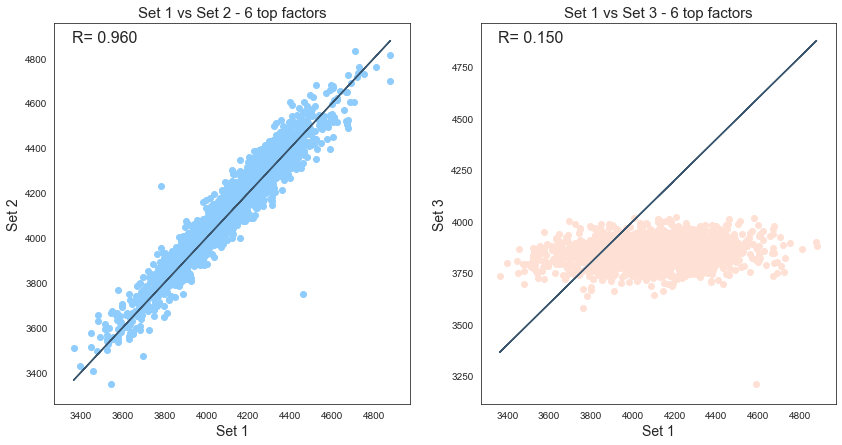 Set 1 vs Set 2 - 6 top factors
R= 0.960
4800
4600
4400
4200
4000
3800
3600
3400
Set 2
3400 3600 3800 4000 4200 4400 4600 4800
Set 1
Set 1 vs Set 3 - 6 top factors
R= 0.150
4750
4500
4250
4000
3750
3500
3250
Set 3
3400 3600 3800 4000 4200 4400 4600 4800
Set 1